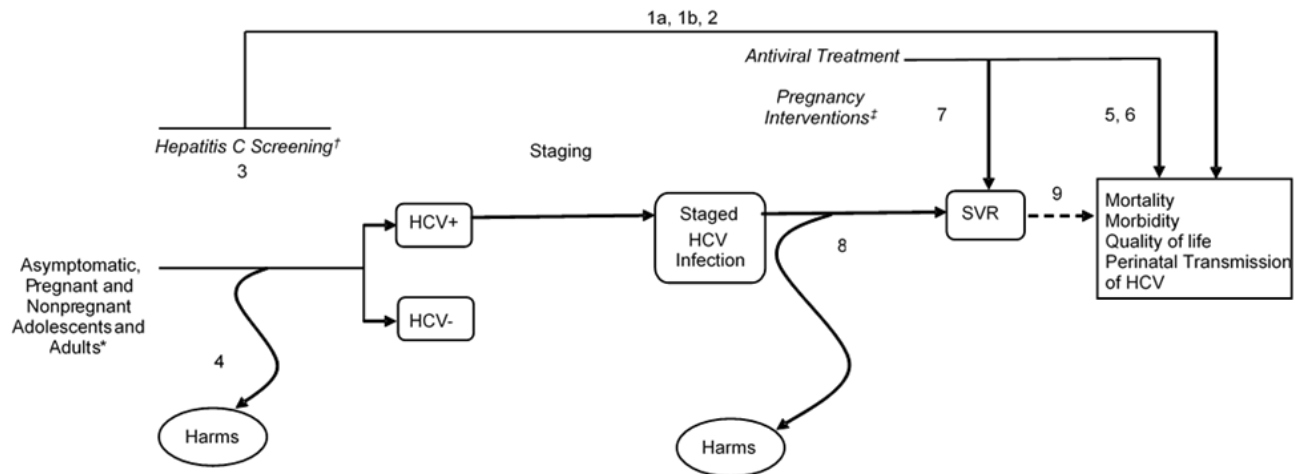 1a, 1b, 2
Antiviral Treatment
Pregnancy
Interventions‡
7
5, 6
Hepatitis C Screening†
3
Staging
HCV+
Staged
HCV
Infection
8
SVR
9
Mortality
Morbidity
Quality of life
Perinatal Transmission
of HCV
Asymptomatic,
Pregnant and
Nonpregnant
Adolescents and
Adults*
HCV-
4
Harms
Harms